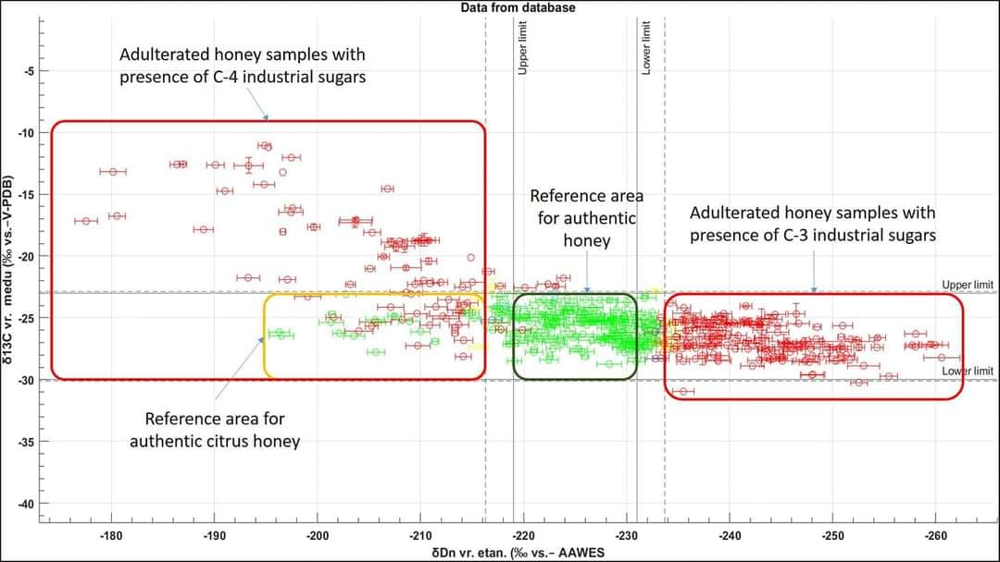 Data from database
Adulterated honey samples with
presence of C-4 industrial sugars
Upper limit
Lower limit
Reference area
for authentic
honey
Adulterated honey samples with
presence of C-3 industrial sugars
Upper limit
Lower limit
Reference area for
authentic citrus honey
δ13C vr. medu (‰ vs.–V-PDB)
-5
-10
-15
-20
-25
-30
-35
-40
-180
-190
-200
-210
-220
-230
-240
-250
-260
δDn vr. etan. (‰ vs.– AAWES